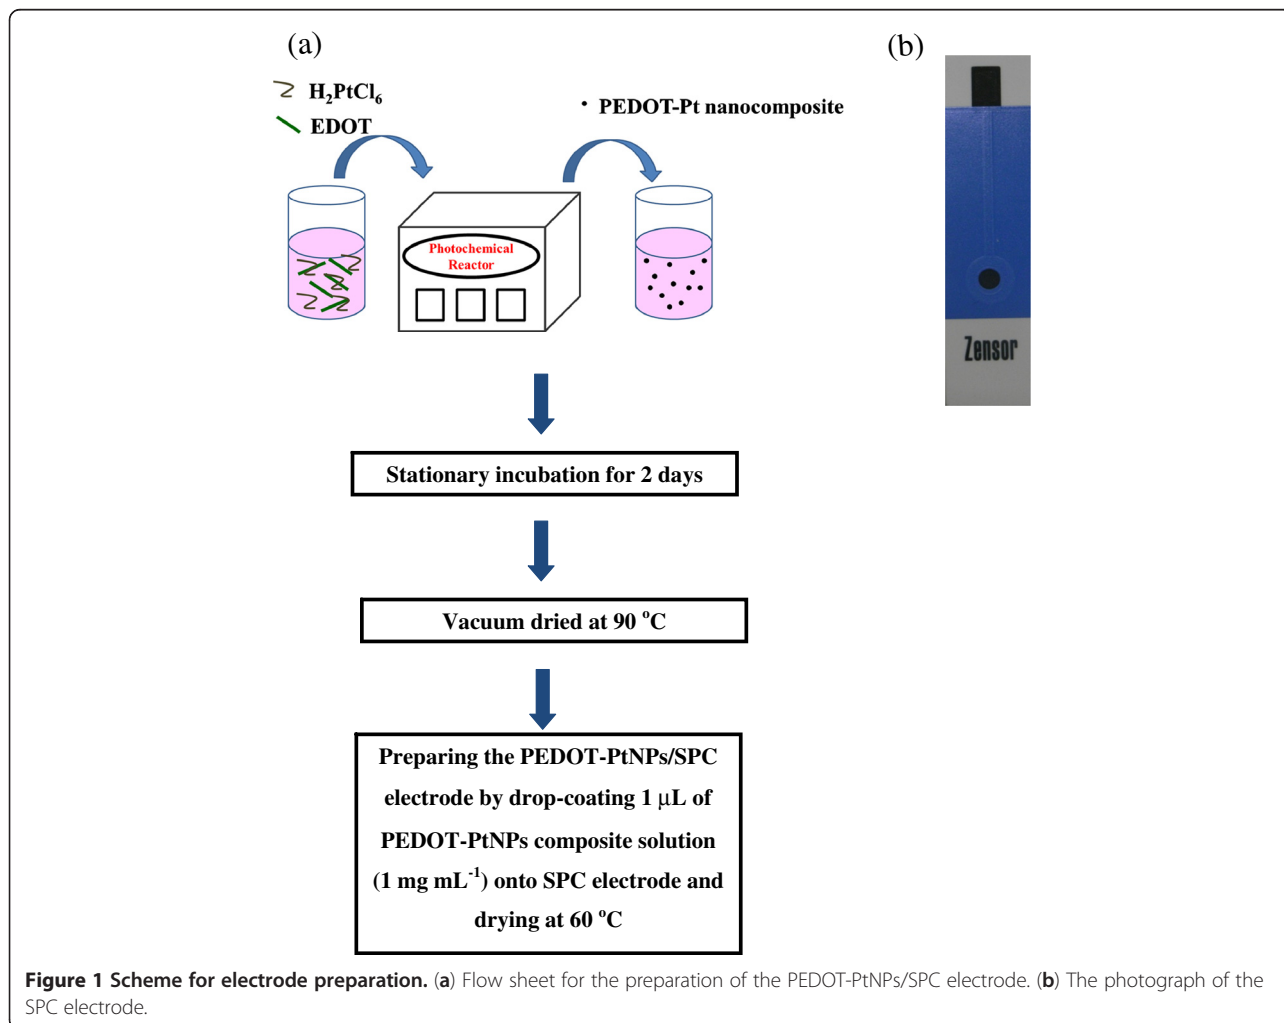 (a)
H₂PtCl₆
EDOT
PEDOT-Pt nanocomposite
Photochemical
Reactor
Stationary incubation for 2 days
Vacuum dried at 90 °C
Preparing the PEDOT-PtNPs/SPC
electrode by drop-coating 1 μL of
PEDOT-PtNPs composite solution
(1 mg mL⁻¹) onto SPC electrode and
drying at 60 °C
(b)
Zensor
Figure 1 Scheme for electrode preparation. (a) Flow sheet for the preparation of the PEDOT-PtNPs/SPC electrode. (b) The photograph of the
SPC electrode.